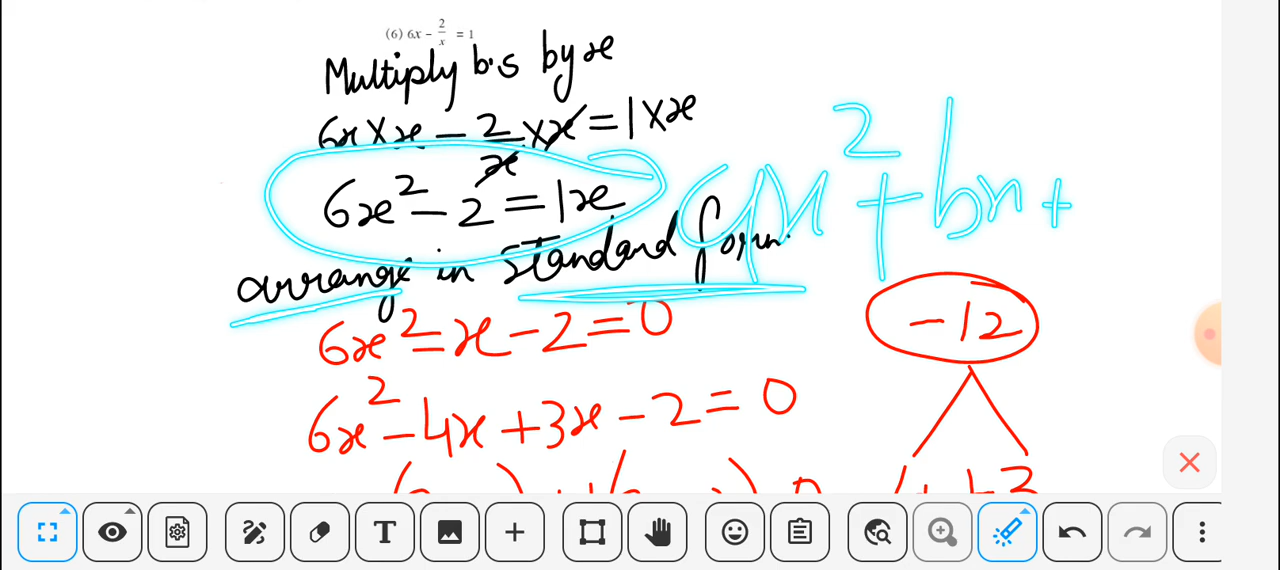 (6) 6x - 2/x = 1
Multiply b.s by x
6x × x - 2/x × x = 1 × x
6x² - 2 = 1x
ax² + bx +
arrange in standard form.
6x² = x - 2 = 0
-12
6x² - 4x + 3x - 2 = 0
+3
T